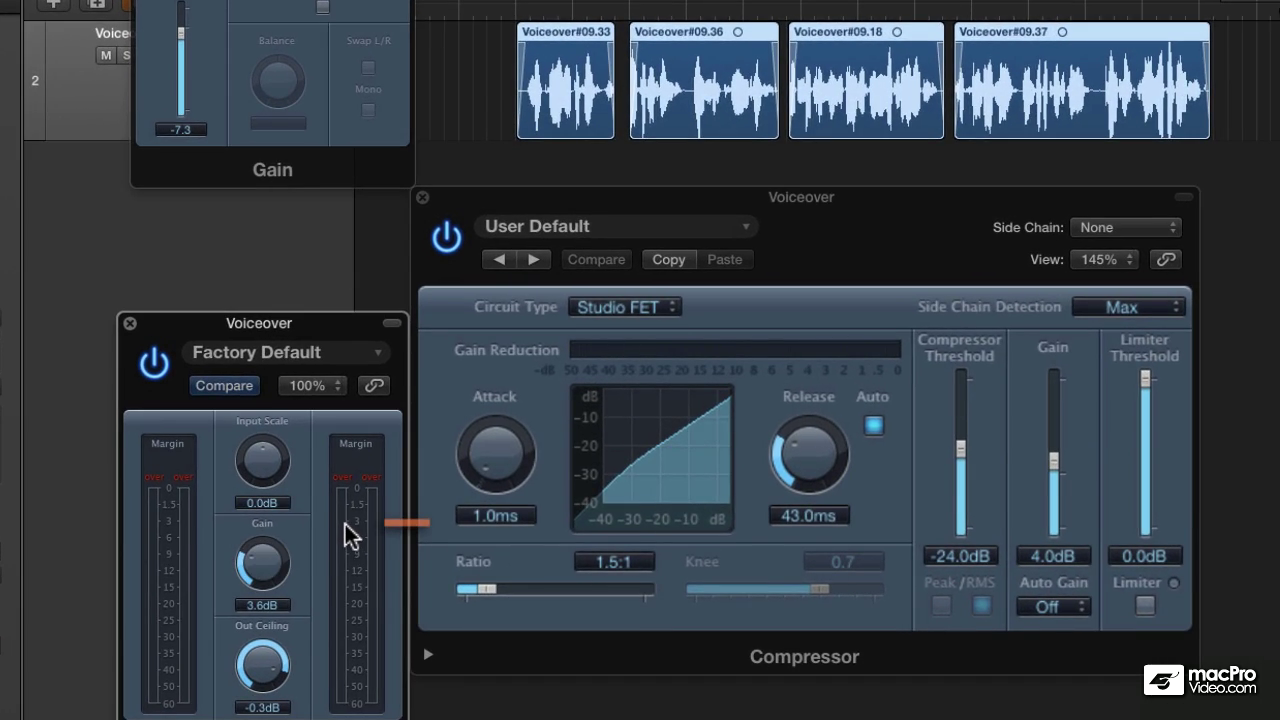 2
Voiceo
M S
Balance
Swap L/R
Mono
-7.3
Gain
Voiceover#09.33
Voiceover#09.36
Voiceover#09.18
Voiceover#09.37
Voiceover
User Default
Side Chain: None
Compare Copy Paste
View: 145%
Circuit Type Studio FET
Side Chain Detection Max
Gain Reduction
-dB 50 45 40 35 30 25 20 15 12 10 8 6 5 4 3 2 1 .5 0
Compressor Threshold
Gain
Limiter Threshold
Attack
1.0ms
dB
-10
-20
-30
-40
-40 -30 -20 -10 dB
Release Auto
43.0ms
-24.0dB
4.0dB
0.0dB
Ratio 1.5:1
Knee 0.7
Peak /RMS
Auto Gain
Off
Limiter
Compressor
Voiceover
Factory Default
Compare 100%
Margin
over over
0
1.5
3
6
9
12
15
20
25
30
35
40
50
60
Input Scale
0.0dB
Gain
3.6dB
Out Ceiling
-0.3dB
Margin
over over
0
1.5
3
9
12
15
20
25
30
35
40
50
60
macPro
Video.com